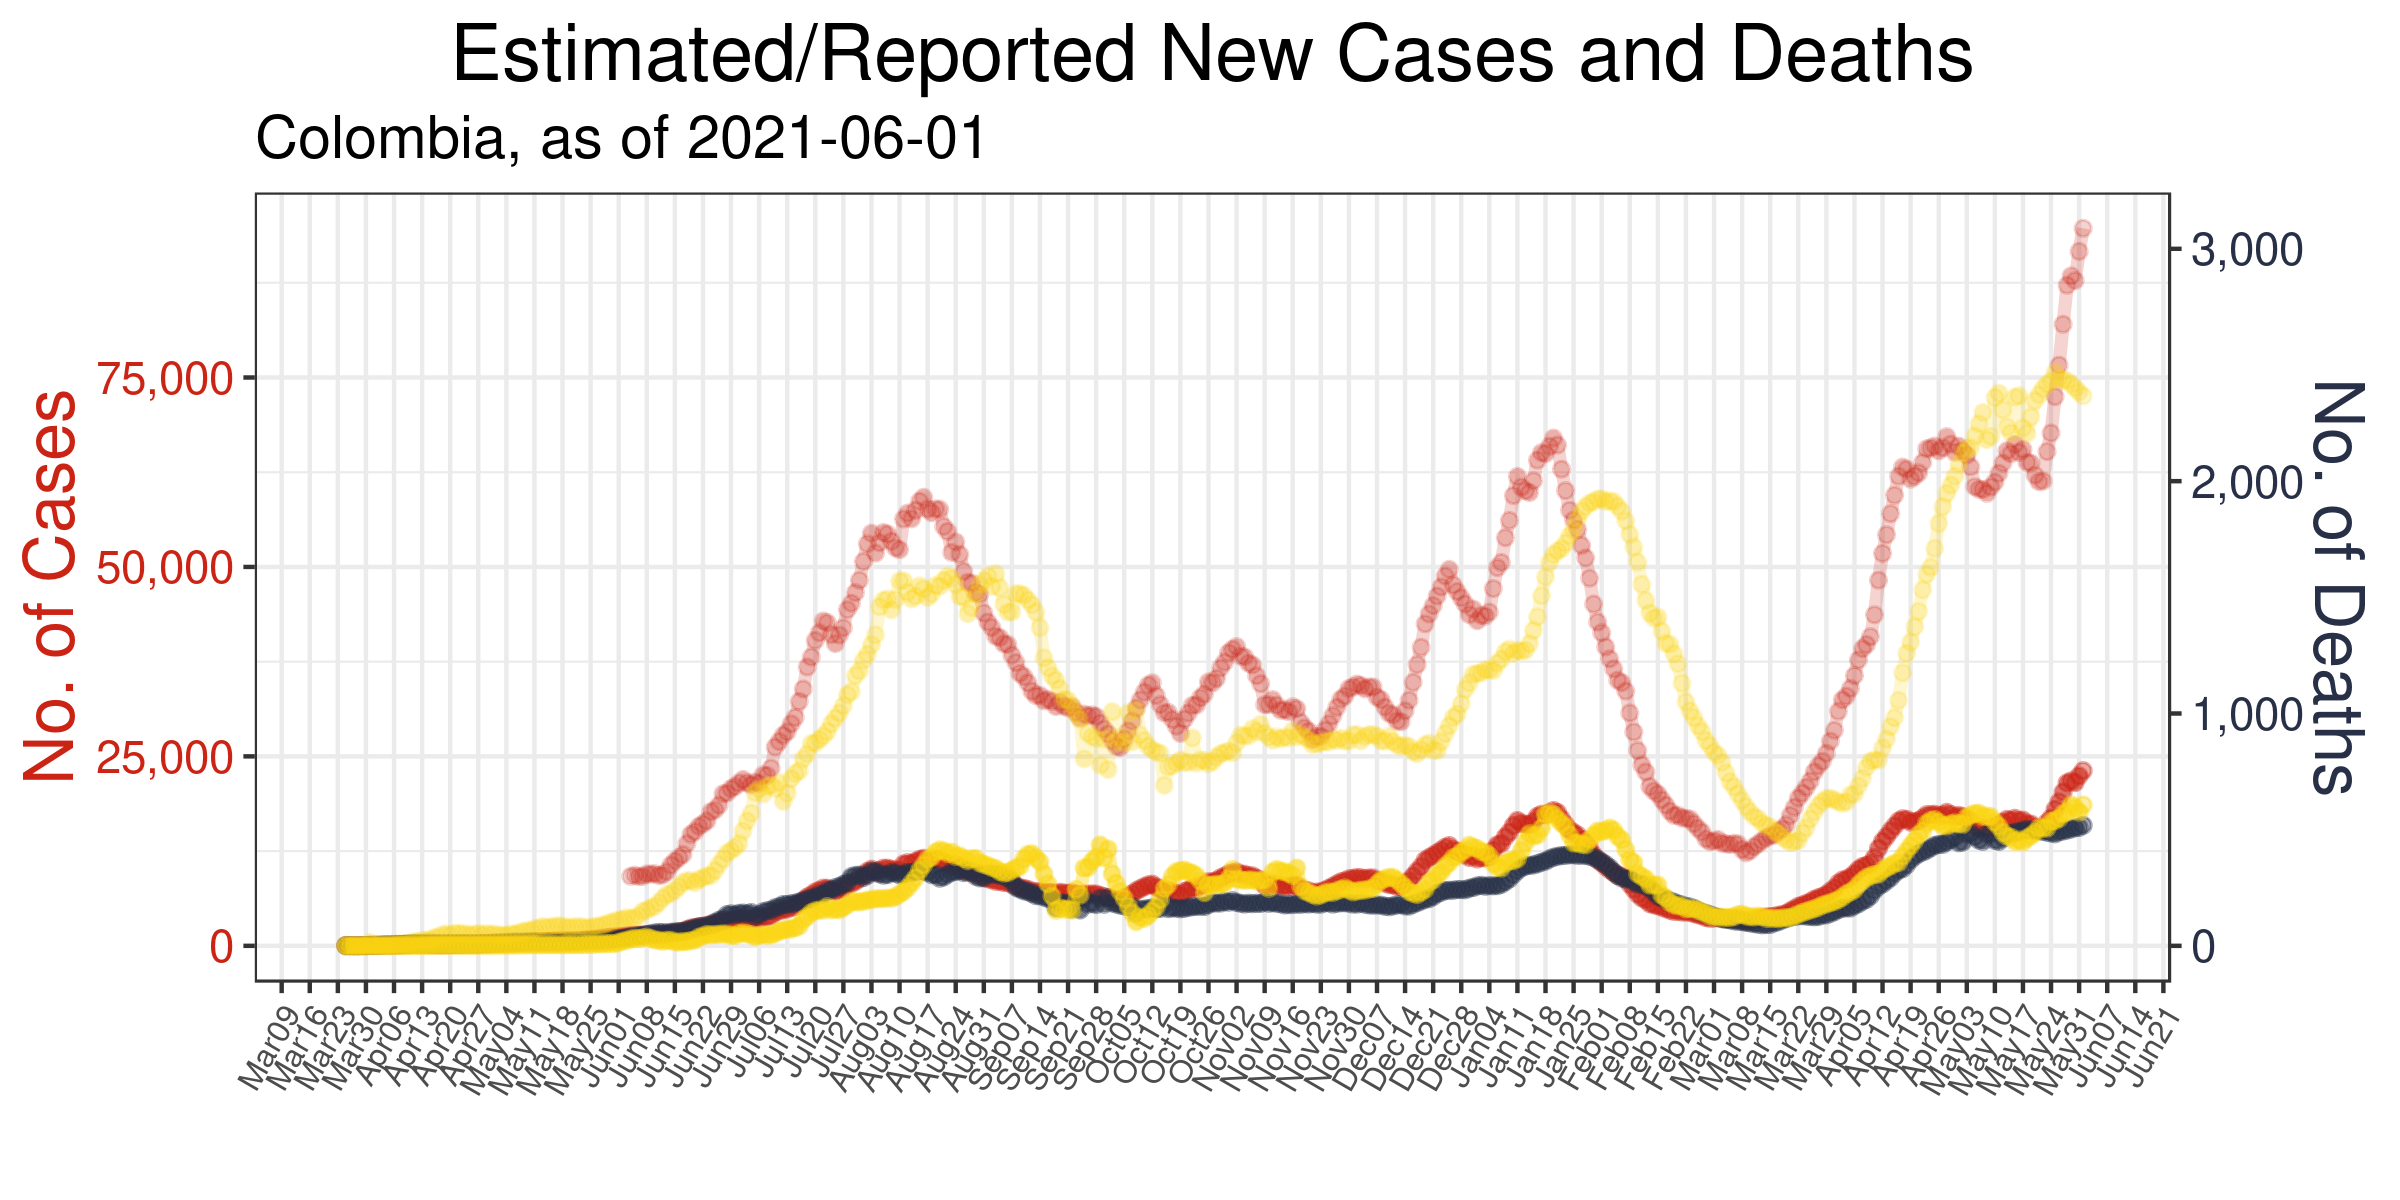 Estimated/Reported New Cases and Deaths
Colombia, as of 2021-06-01
No. of Cases
75,000
50,000
25,000
0
3,000
2,000
1,000
0
No. of Deaths
Mar09
Mar16
Mar23
Mar30
Apr06
Apr13
Apr20
Apr27
May04
May11
May18
May25
Jun01
Jun08
Jun15
Jun22
Jun29
Jul06
Jul13
Jul20
Jul27
Aug03
Aug10
Aug17
Aug24
Aug31
Sep07
Sep14
Sep21
Sep28
Oct05
Oct12
Oct19
Oct26
Nov02
Nov09
Nov16
Nov23
Nov30
Dec07
Dec14
Dec21
Dec28
Jan04
Jan11
Jan18
Jan25
Feb01
Feb08
Feb15
Feb22
Mar01
Mar08
Mar15
Mar22
Mar29
Apr05
Apr12
Apr19
Apr26
May03
May10
May17
May24
May31
Jun07
Jun14
Jun21